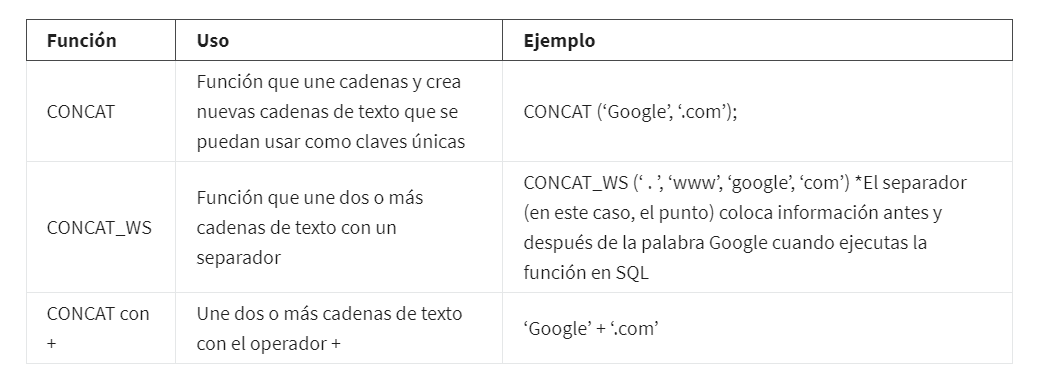 Función Uso Ejemplo
Función que une cadenas y crea
CONCAT nuevas cadenas de texto que se CONCAT (‘Google’, ‘.com’);
puedan usar como claves únicas
CONCAT_WS (‘ . ’, ‘www’, ‘google’, ‘com’) *El separador
Función que une dos o más
(en este caso, el punto) coloca información antes y
CONCAT_WS cadenas de texto con un
después de la palabra Google cuando ejecutas la
separador
función en SQL
CONCAT con Une dos o más cadenas de texto
‘Google’ + ‘.com’
+ con el operador +